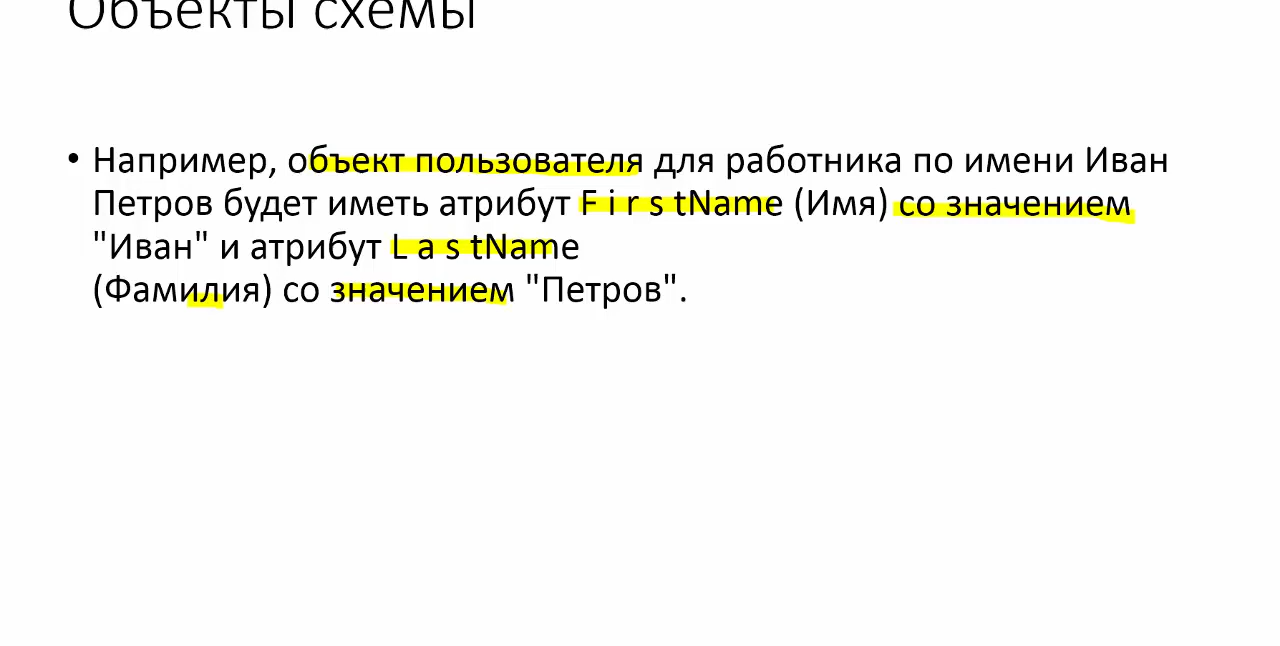 Объекты схемы
• Например, объект пользователя для работника по имени Иван
Петров будет иметь атрибут F i r s tName (Имя) со значением
"Иван" и атрибут L a s tName
(Фамилия) со значением "Петров".